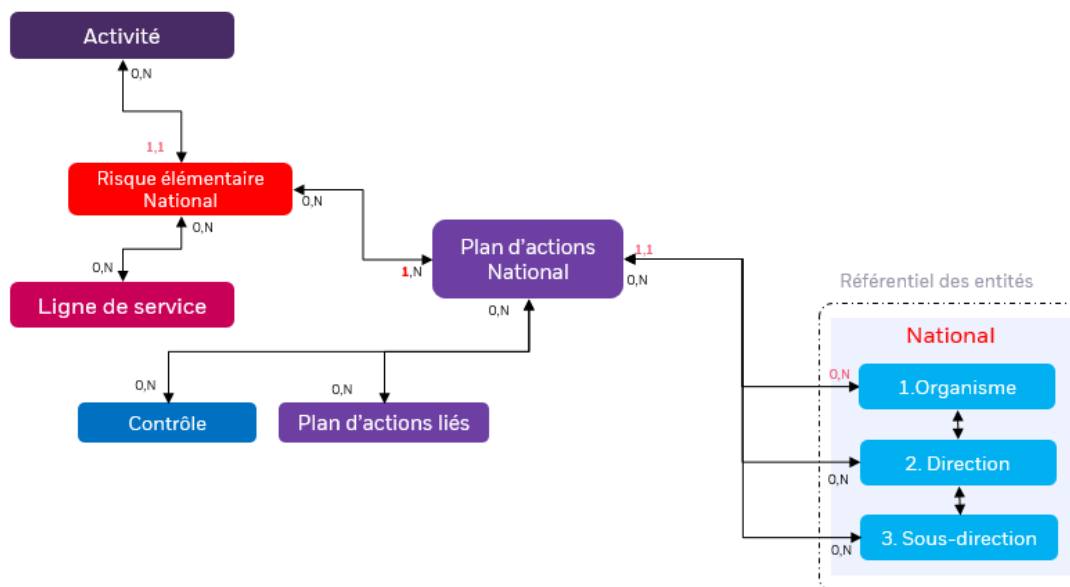 Activité
0,N
1,1
Risque élémentaire
National
0,N
0,N
0,N
Ligne de service
Plan d'actions
National
1,N
1,1
0,N
0,N
0,N
0,N
Contrôle
Plan d'actions liés
Référentiel des entités
National
0,N
1.Organisme
2. Direction
0,N
3. Sous-direction
0,N